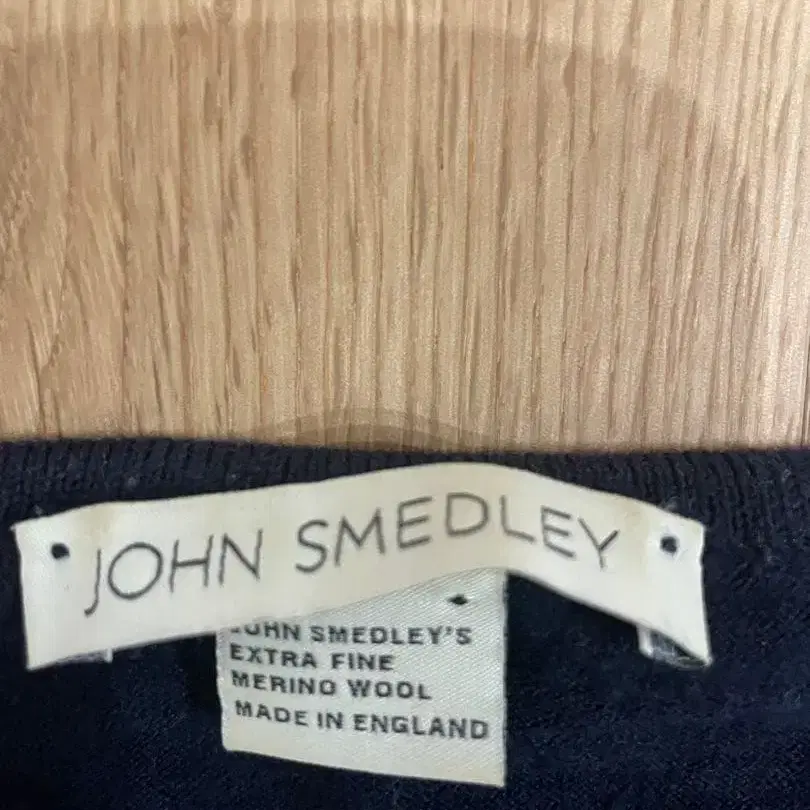 JOHN SMEDLEY
JOHN SMEDLEY'S
EXTRA FINE
MERINO WOOL
MADE IN ENGLAND